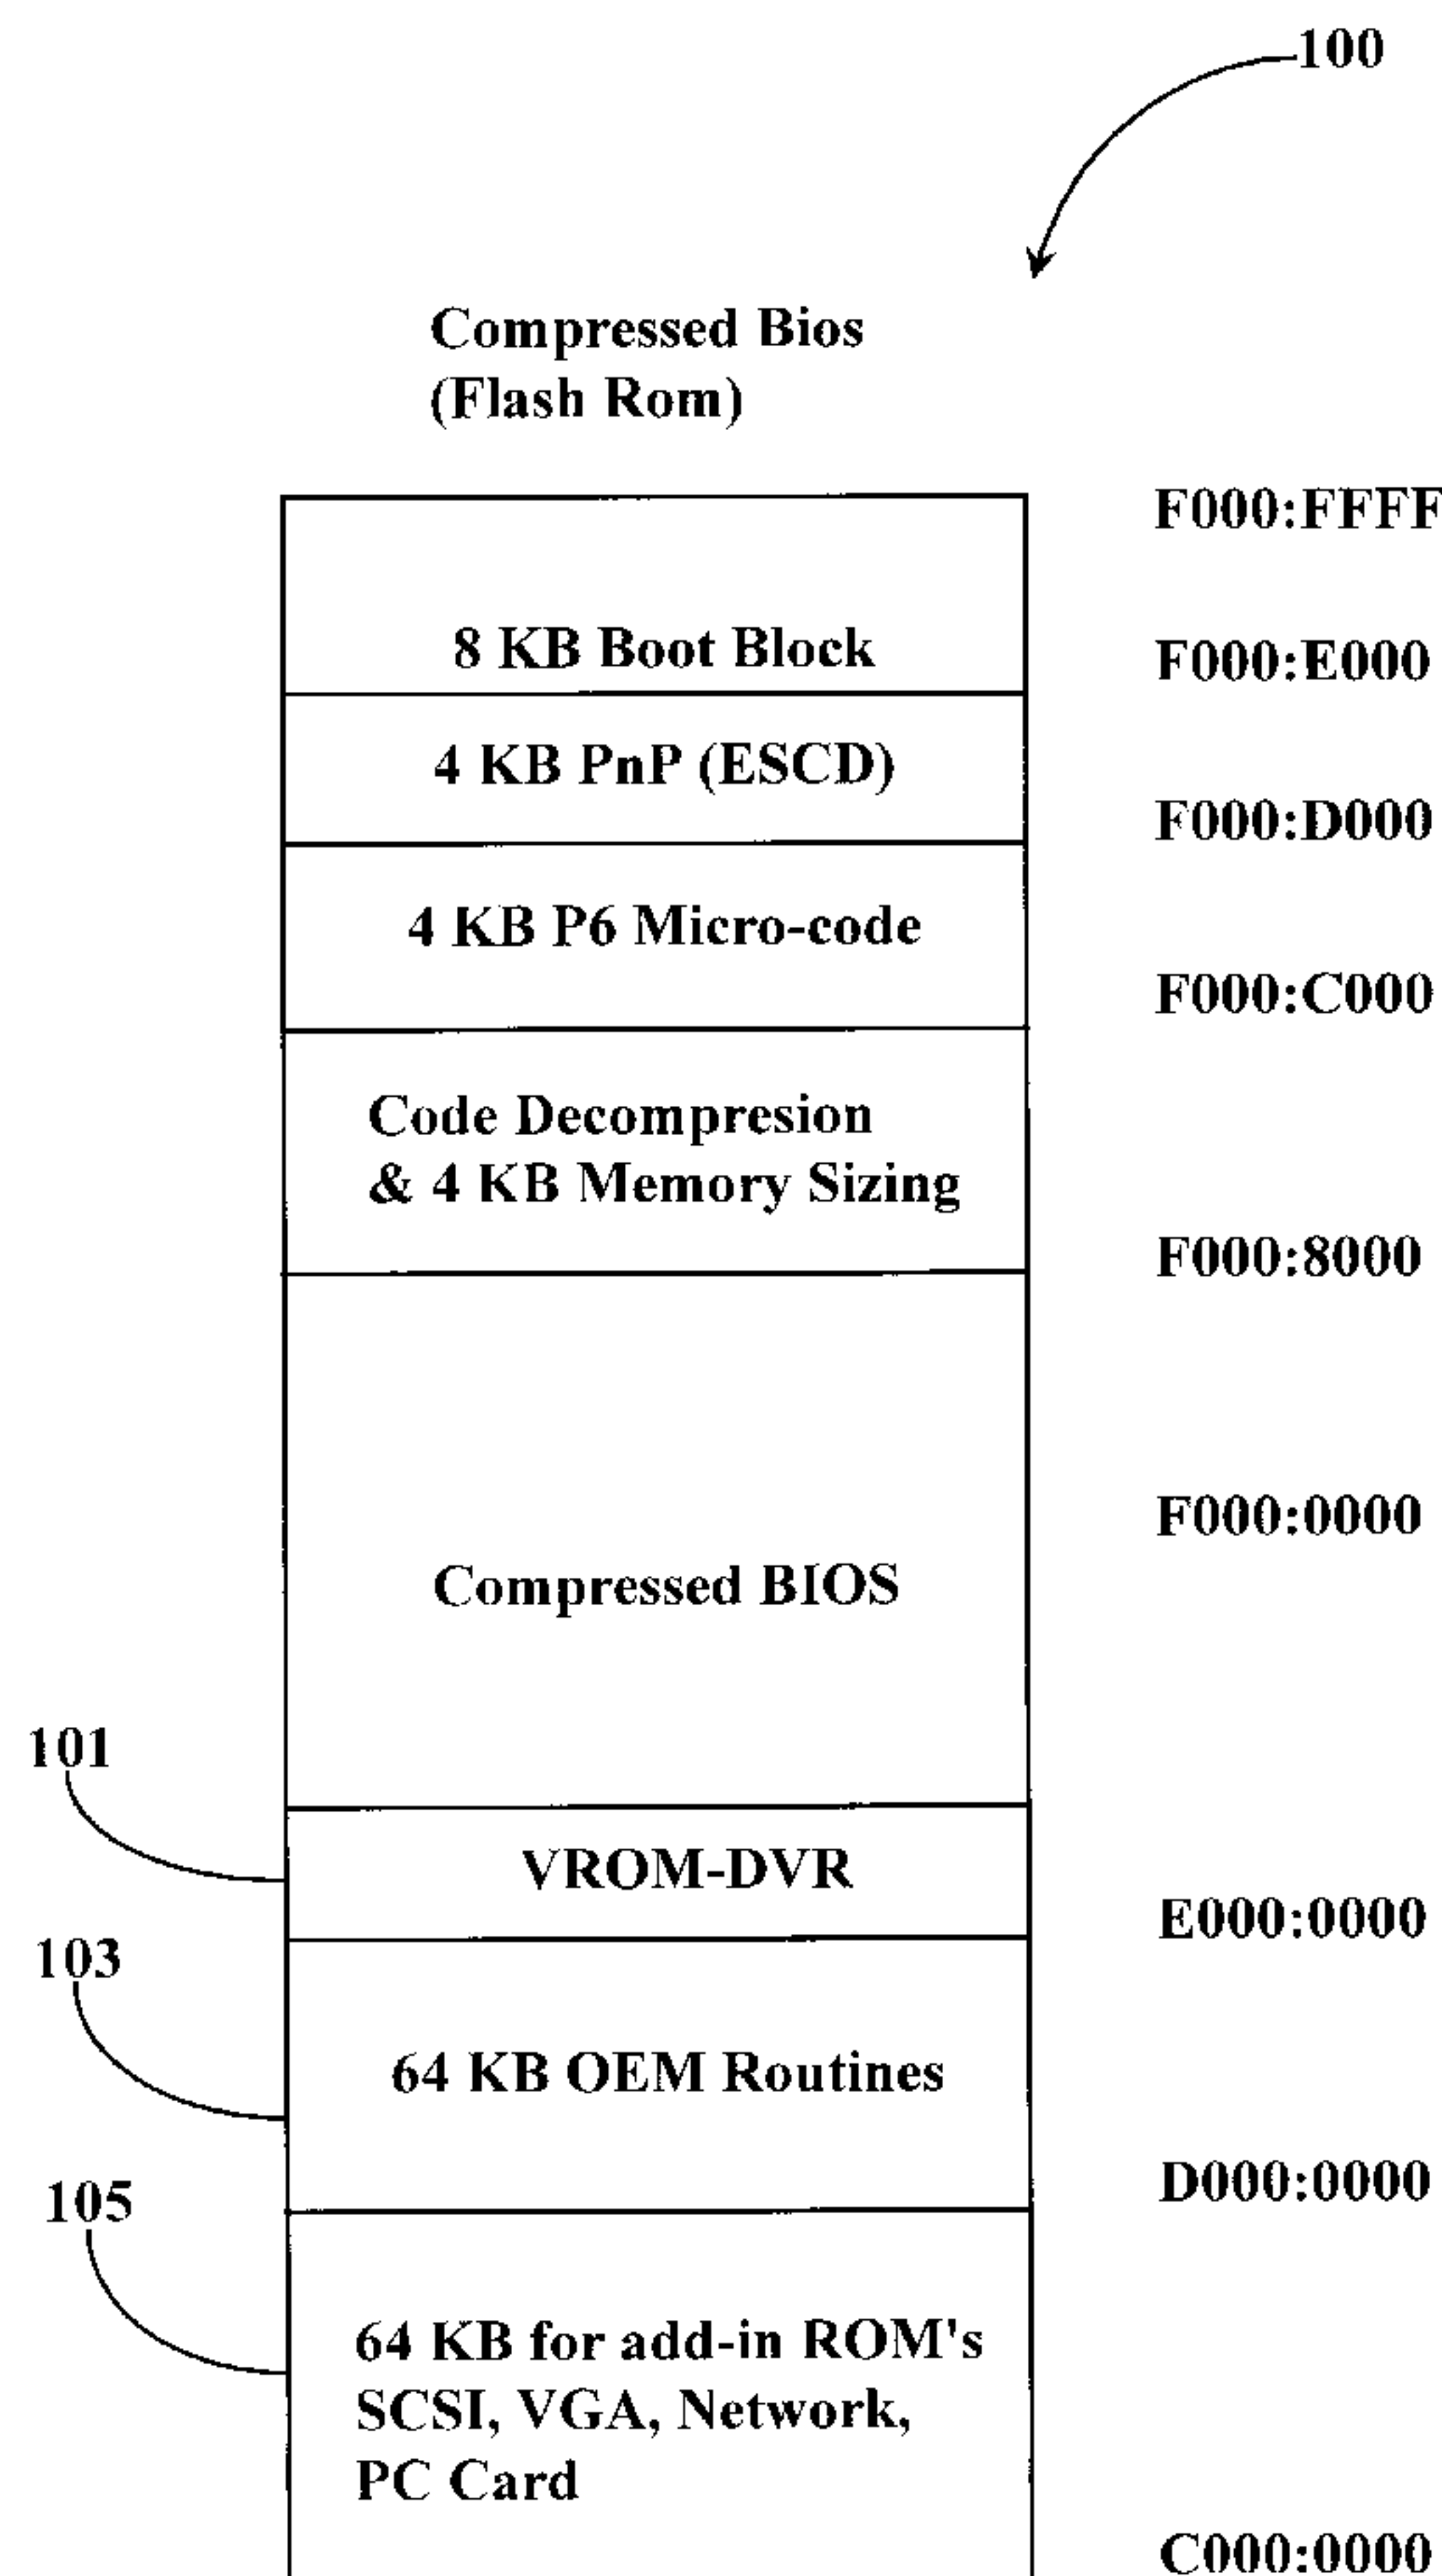 100
Compressed Bios
(Flash Rom)
F000:FFFF
8 KB Boot Block
F000:E000
4 KB PnP (ESCD)
F000:D000
4 KB P6 Micro-code
F000:C000
Code Decompresion
& 4 KB Memory Sizing
F000:8000
F000:0000
Compressed BIOS
101
VROM-DVR
E000:0000
103
64 KB OEM Routines
D000:0000
105
64 KB for add-in ROM's
SCSI, VGA, Network,
PC Card
C000:0000